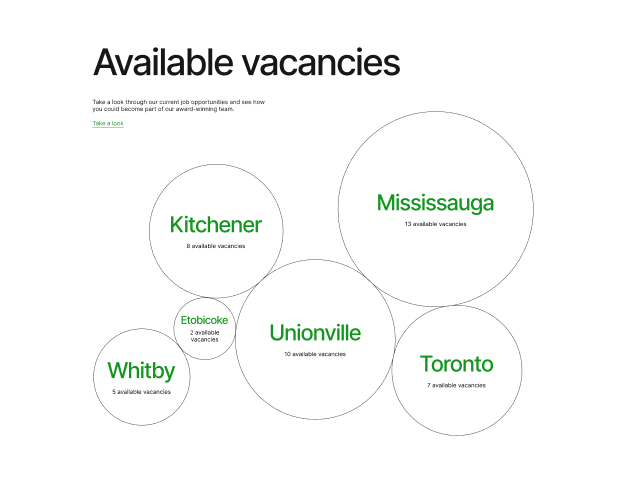 Available vacancies
Take a look through our current job opportunities and see how
you could become part of our award-winning team.
Take a look
Mississauga
13 available vacancies
Kitchener
8 available vacancies
Etobicoke
2 available
vacancies
Unionville
10 available vacancies
Whitby
5 available vacancies
Toronto
7 available vacancies